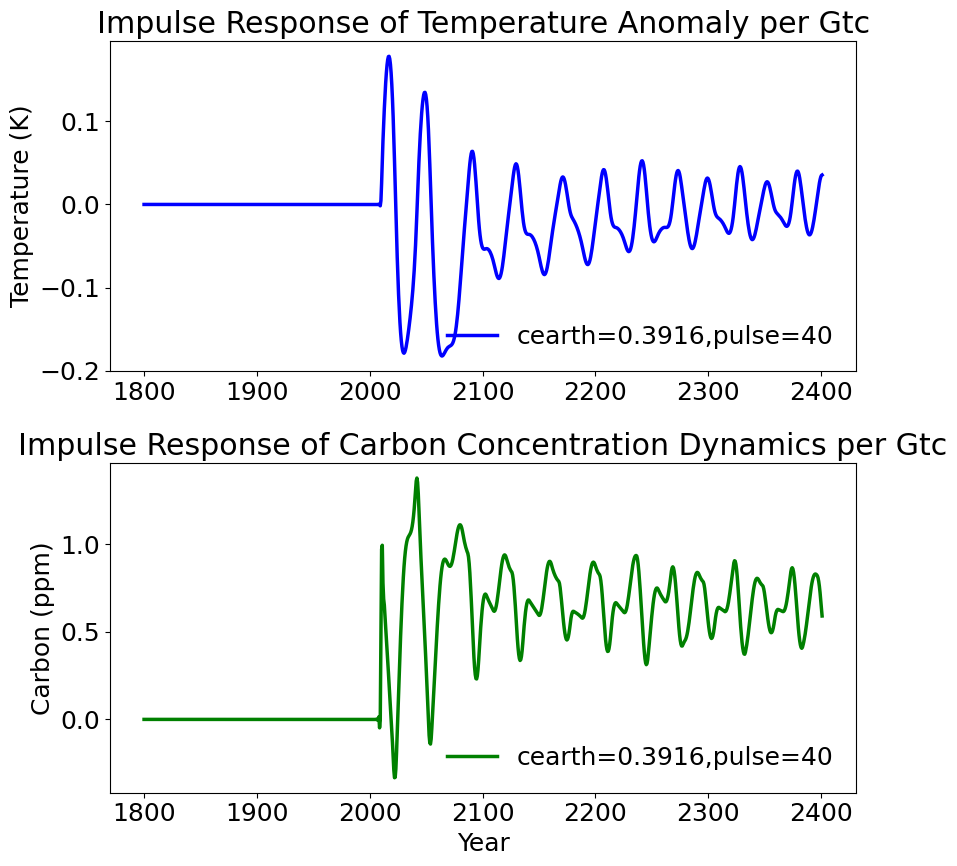 Impulse Response of Temperature Anomaly per Gtc
Temperature (K)
0.1
0.0
−0.1
−0.2
cearth=0.3916,pulse=40
1800 1900 2000 2100 2200 2300 2400
Impulse Response of Carbon Concentration Dynamics per Gtc
Carbon (ppm)
1.0
0.5
0.0
cearth=0.3916,pulse=40
1800 1900 2000 2100 2200 2300 2400
Year